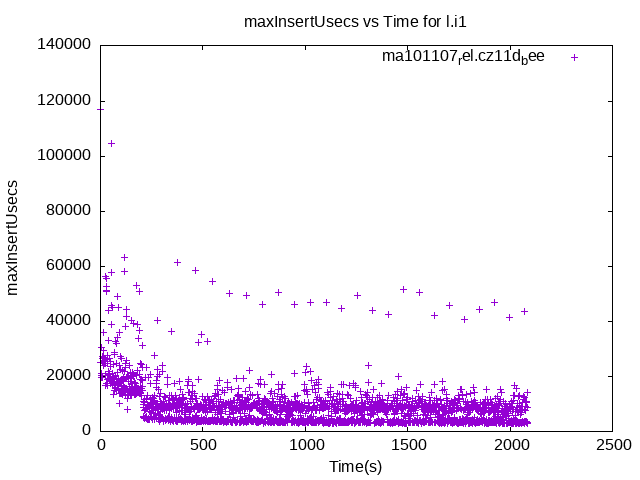 maxInsertUsecs vs Time for l.i1
ma101107rel.cz11dbee
140000
120000
100000
80000
60000
40000
20000
0
maxInsertUsecs
0 500 1000 1500 2000 2500
Time(s)